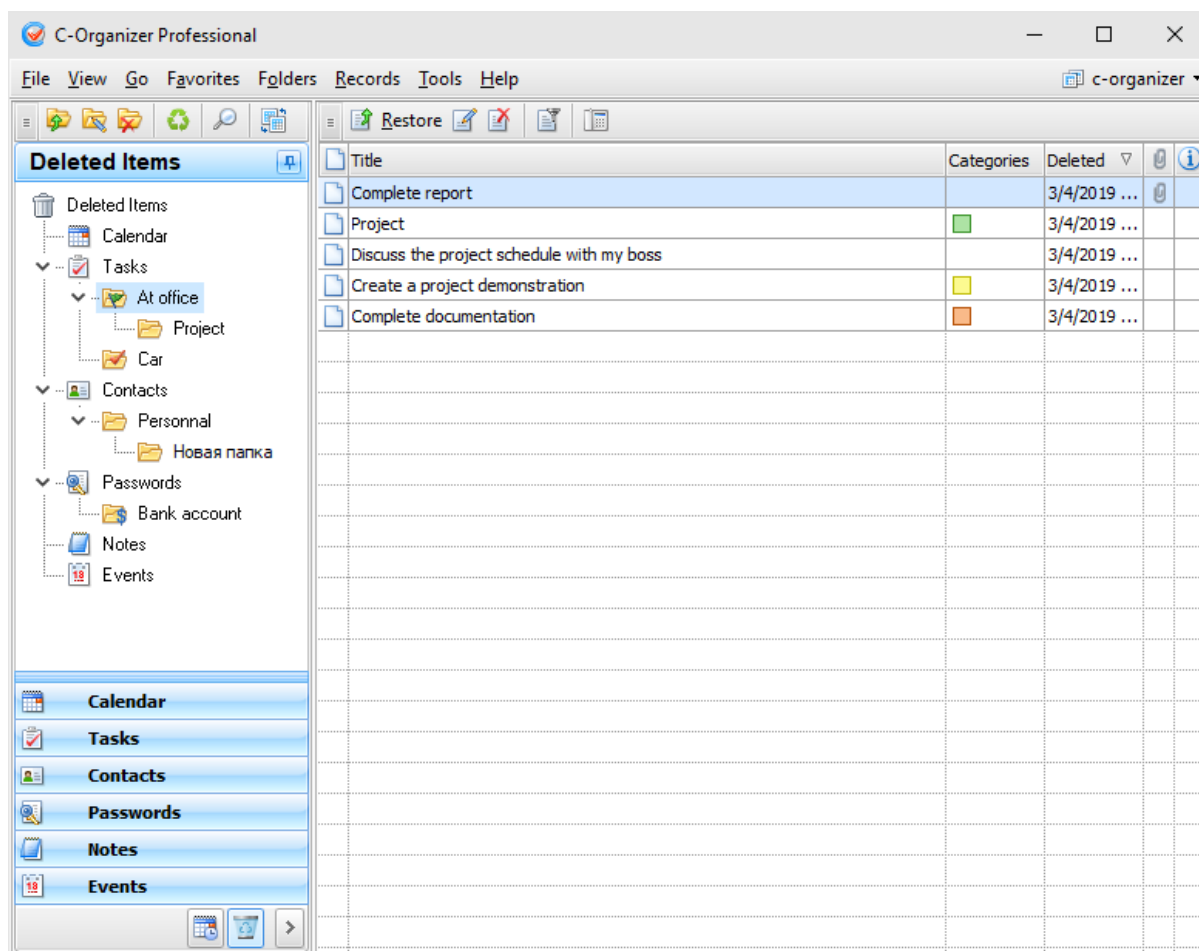 C-Organizer Professional
File View Go Favorites Folders Records Tools Help c-organizer
Restore
Deleted Items
Title Categories Deleted
Deleted Items
Calendar
Tasks
At office
Project
Car
Contacts
Personnal
Новая папка
Passwords
Bank account
Notes
18 Events
Complete report 3/4/2019 ...
Project 3/4/2019 ...
Discuss the project schedule with my boss 3/4/2019 ...
Create a project demonstration 3/4/2019 ...
Complete documentation 3/4/2019 ...
Calendar
Tasks
Contacts
Passwords
Notes
18 Events